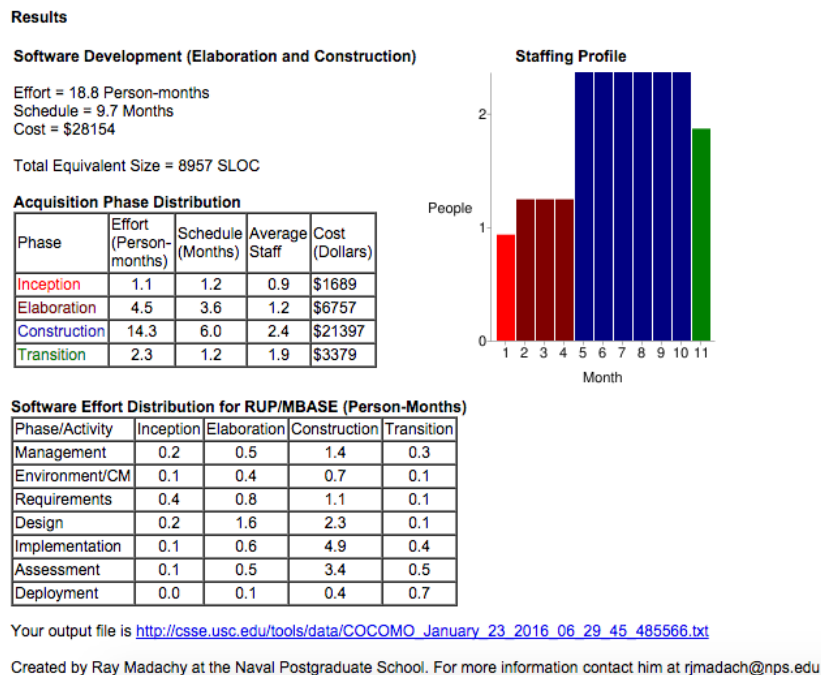 Results
Software Development (Elaboration and Construction)
Effort = 18.8 Person-months
Schedule = 9.7 Months
Cost = $28154
Total Equivalent Size = 8957 SLOC
Acquisition Phase Distribution
Phase Effort (Person-months) Schedule (Months) Average Staff Cost (Dollars)
Inception 1.1 1.2 0.9 $1689
Elaboration 4.5 3.6 1.2 $6757
Construction 14.3 6.0 2.4 $21397
Transition 2.3 1.2 1.9 $3379
Staffing Profile
2
People
1
0
1 2 3 4 5 6 7 8 9 10 11
Month
Software Effort Distribution for RUP/MBASE (Person-Months)
Phase/Activity Inception Elaboration Construction Transition
Management 0.2 0.5 1.4 0.3
Environment/CM 0.1 0.4 0.7 0.1
Requirements 0.4 0.8 1.1 0.1
Design 0.2 1.6 2.3 0.1
Implementation 0.1 0.6 4.9 0.4
Assessment 0.1 0.5 3.4 0.5
Deployment 0.0 0.1 0.4 0.7
Your output file is http://csse.usc.edu/tools/data/COCOMO_January_23_2016_06_29_45_485566.txt
Created by Ray Madachy at the Naval Postgraduate School. For more information contact him at rjmadach@nps.edu